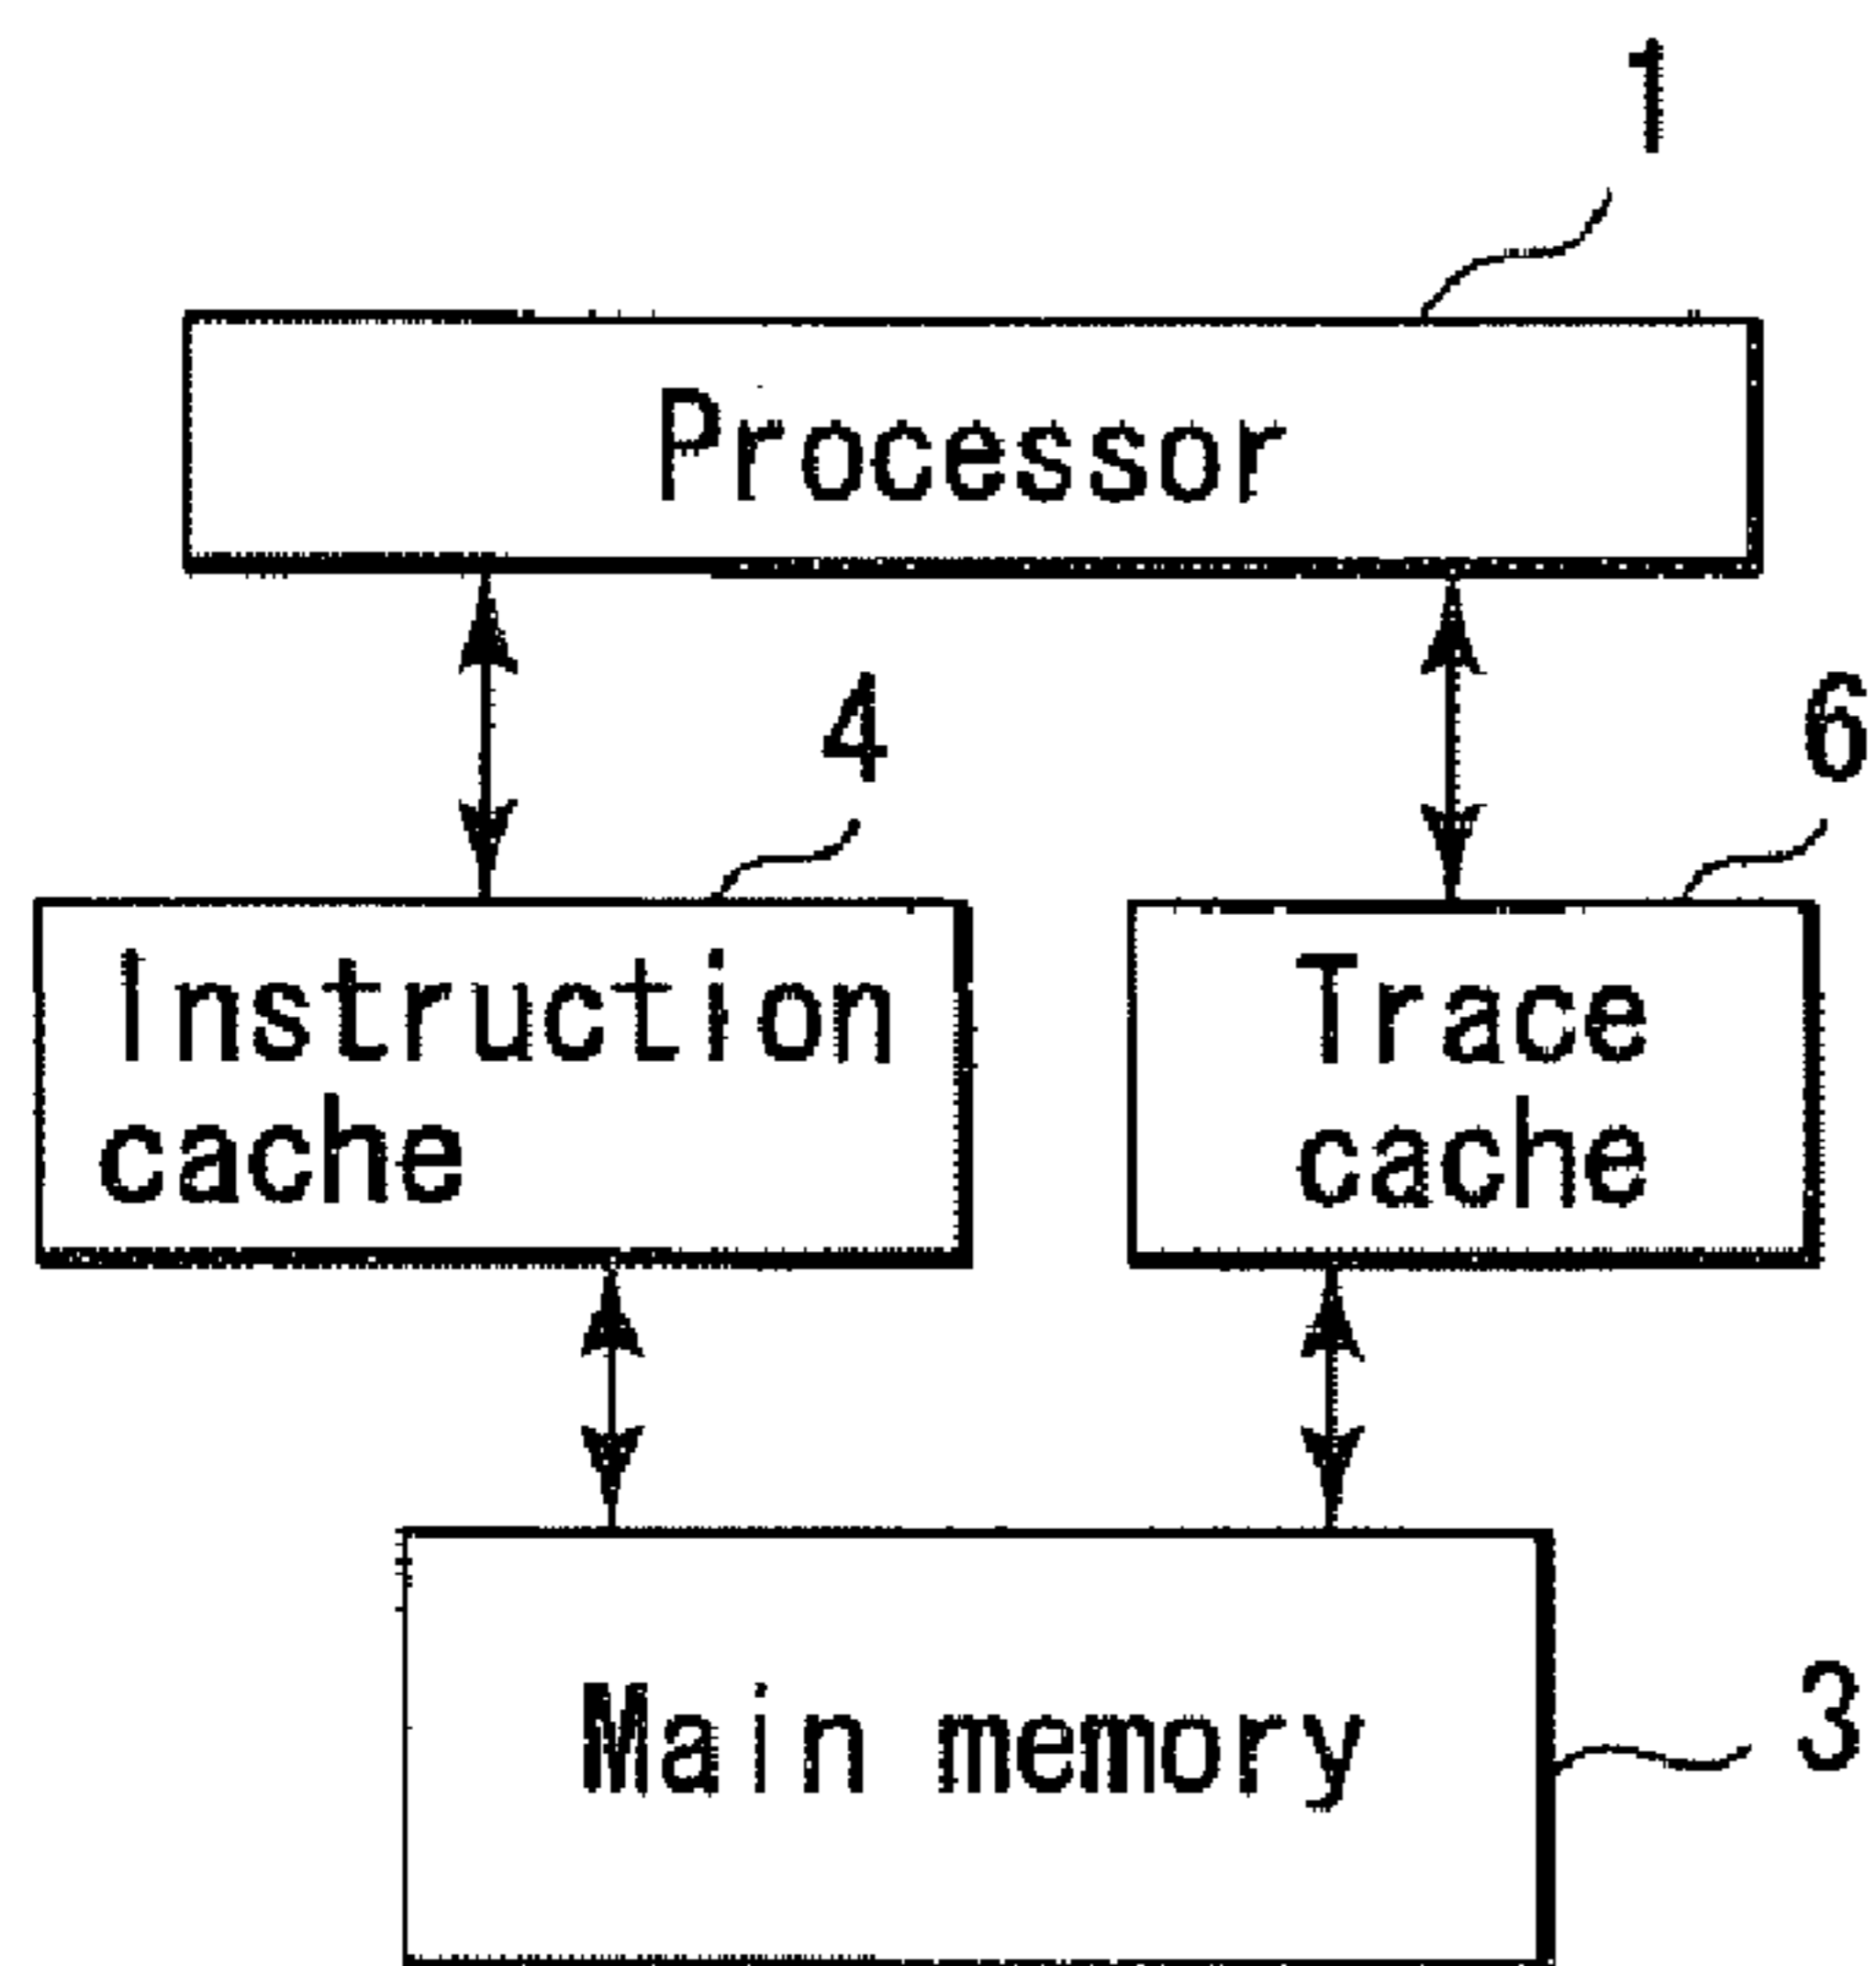 1
Processor
4
6
Instruction
cache
Trace
cache
Main memory
3